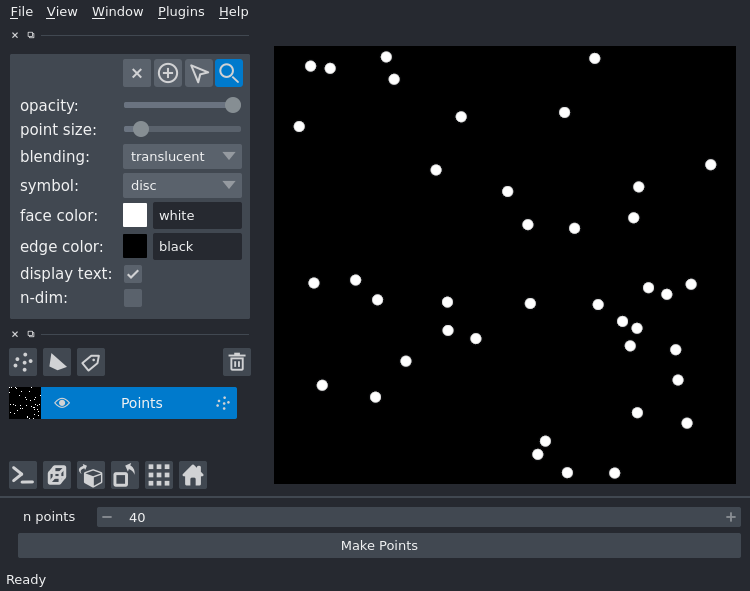 File View Window Plugins Help
opacity:
point size:
blending: translucent
symbol: disc
face color: white
edge color: black
display text:
n-dim:
Points
n points 40
Make Points
Ready